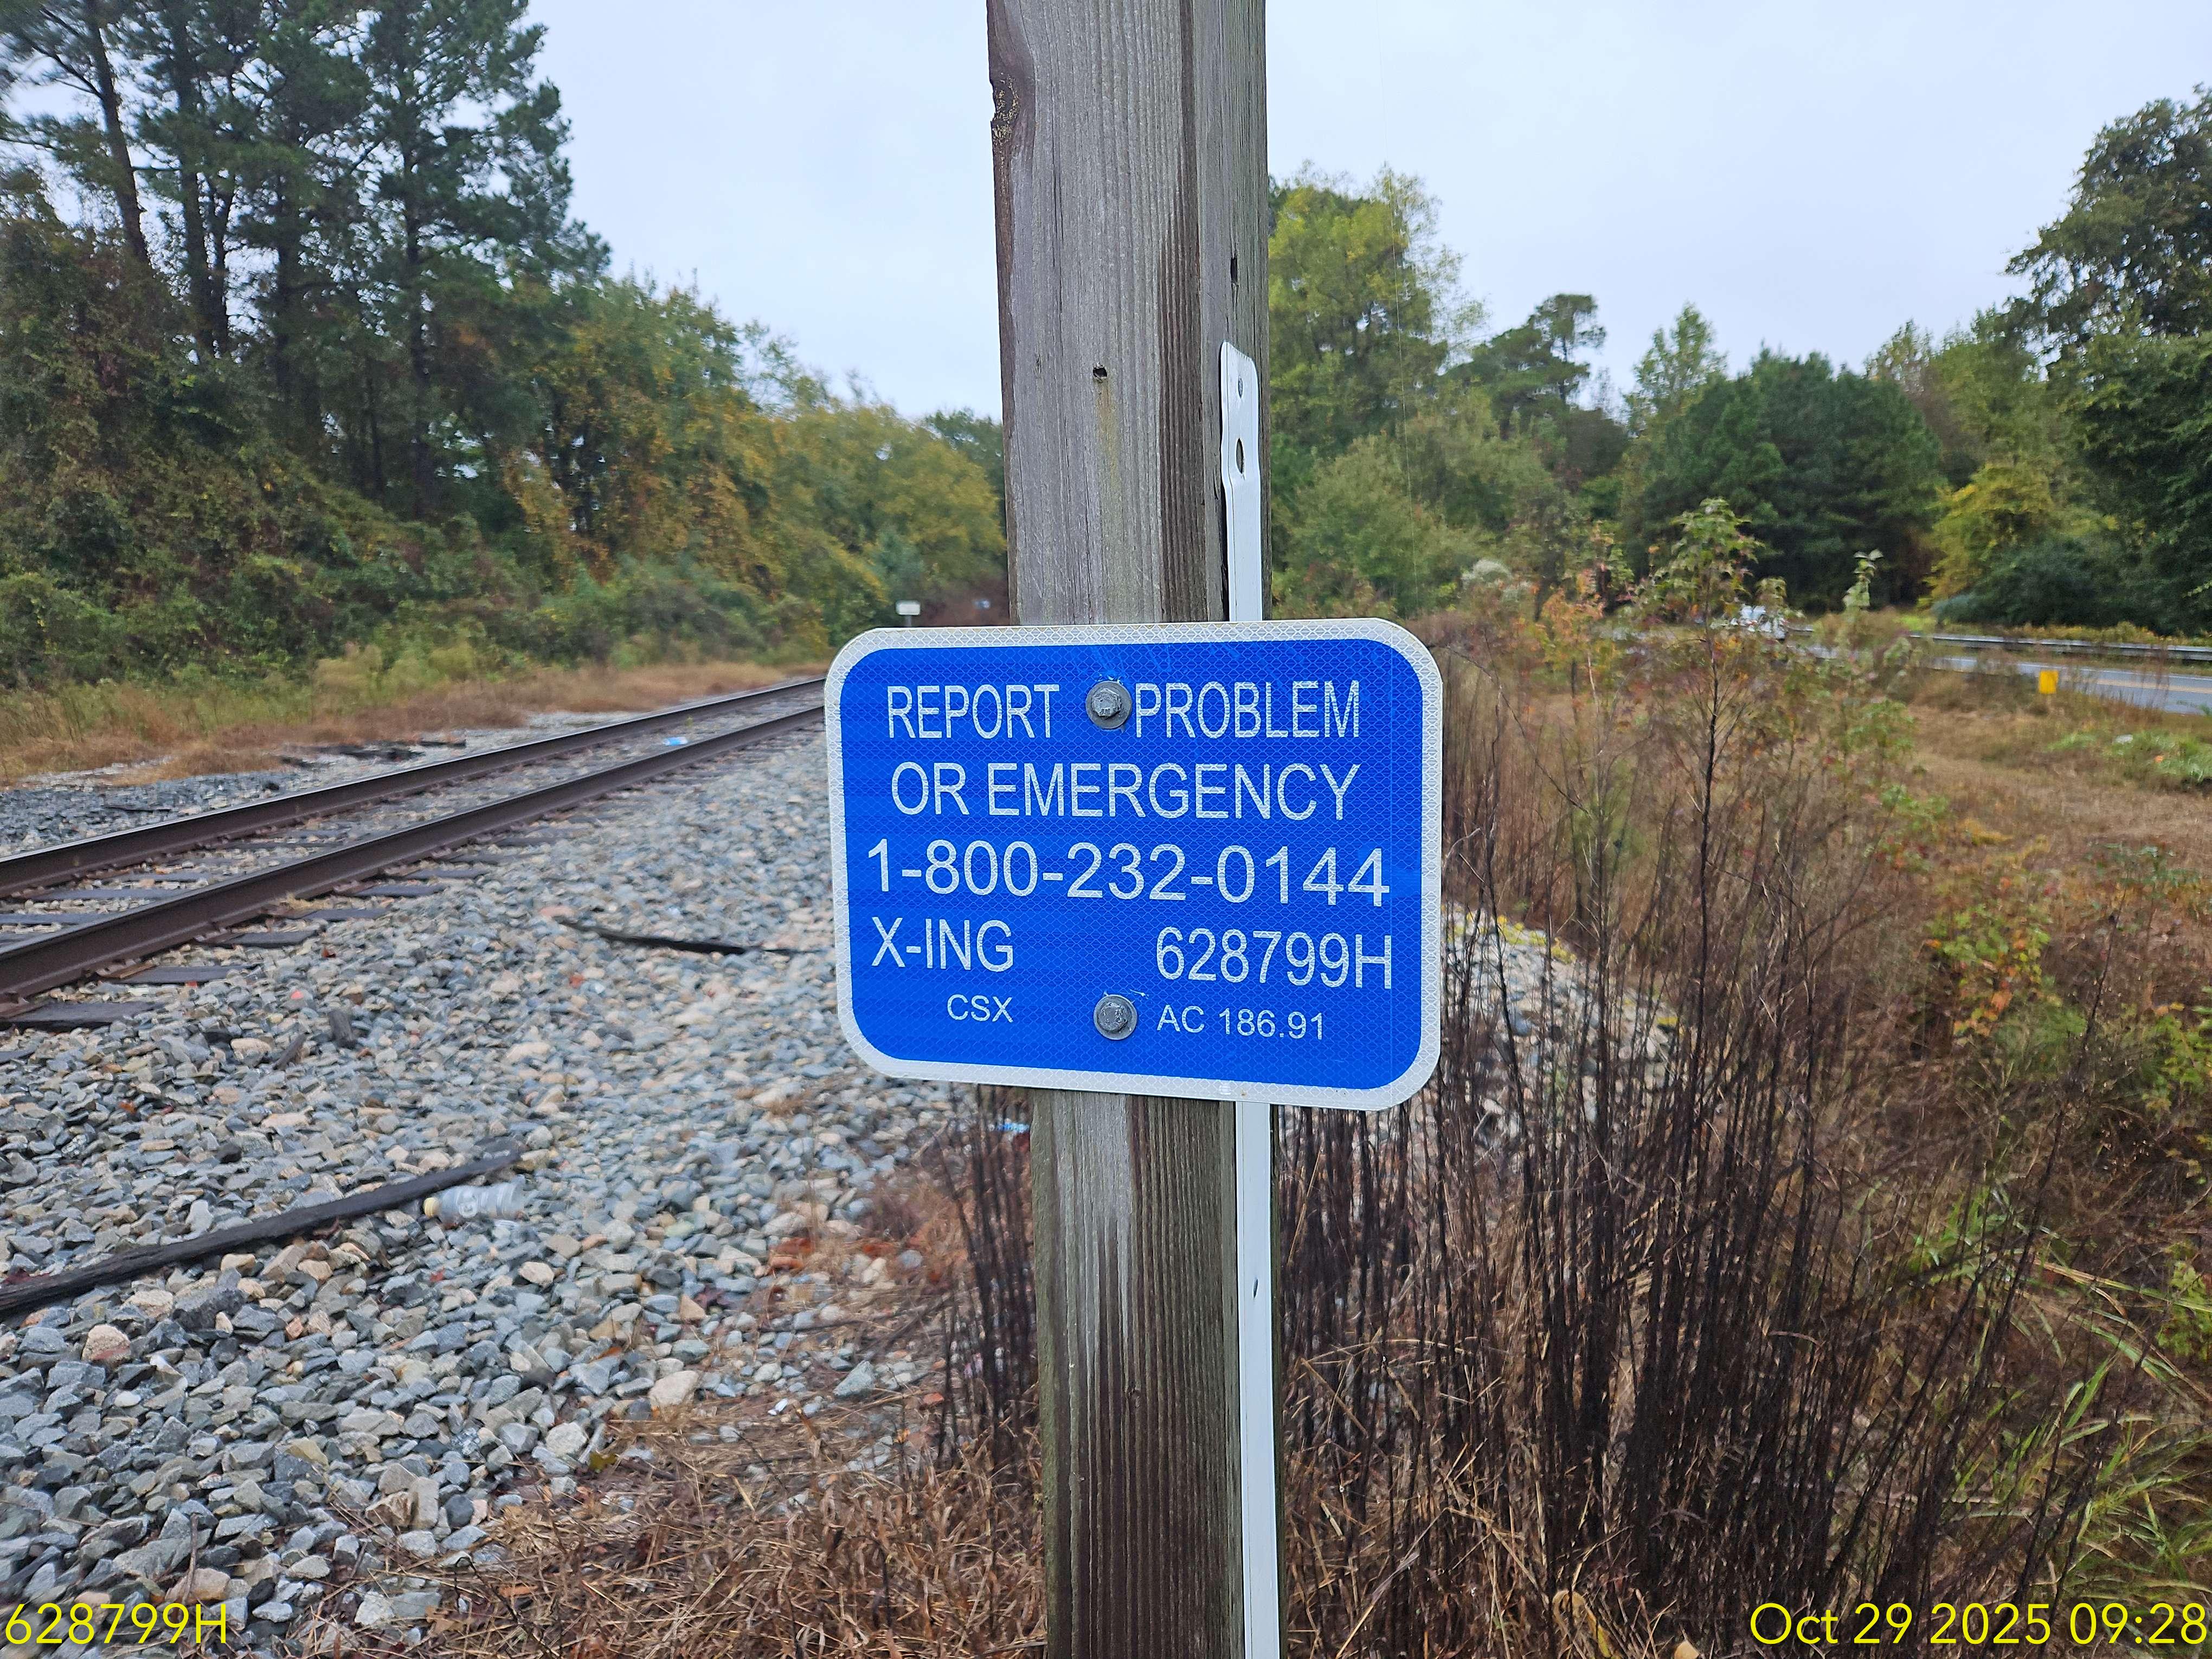 REPORT PROBLEM
OR EMERGENCY
1-800-232-0144
X-ING 628799H
CSX AC 186.91
628799H
Oct 29 2025 09:28